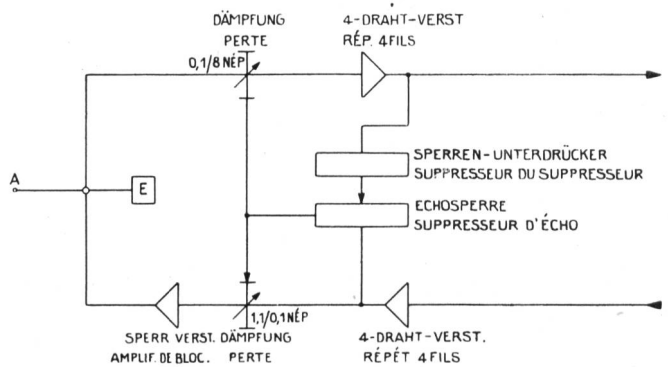 DÄMPFUNG
PERTE
0,1/8 NÉP
4-DRAHT-VERST
RÉP. 4FILS
SPERREN-UNTERDRÜCKER
SUPPRESSEUR DU SUPPRESSEUR
A
E
ECHOSPERRE
SUPPRESSEUR D'ÉCHO
1,1/0,1 NÉP
SPERR VERST.
AMPLIF. DE BLOC.
DÄMPFUNG
PERTE
4-DRAHT-VERST.
RÉPÉT 4 FILS